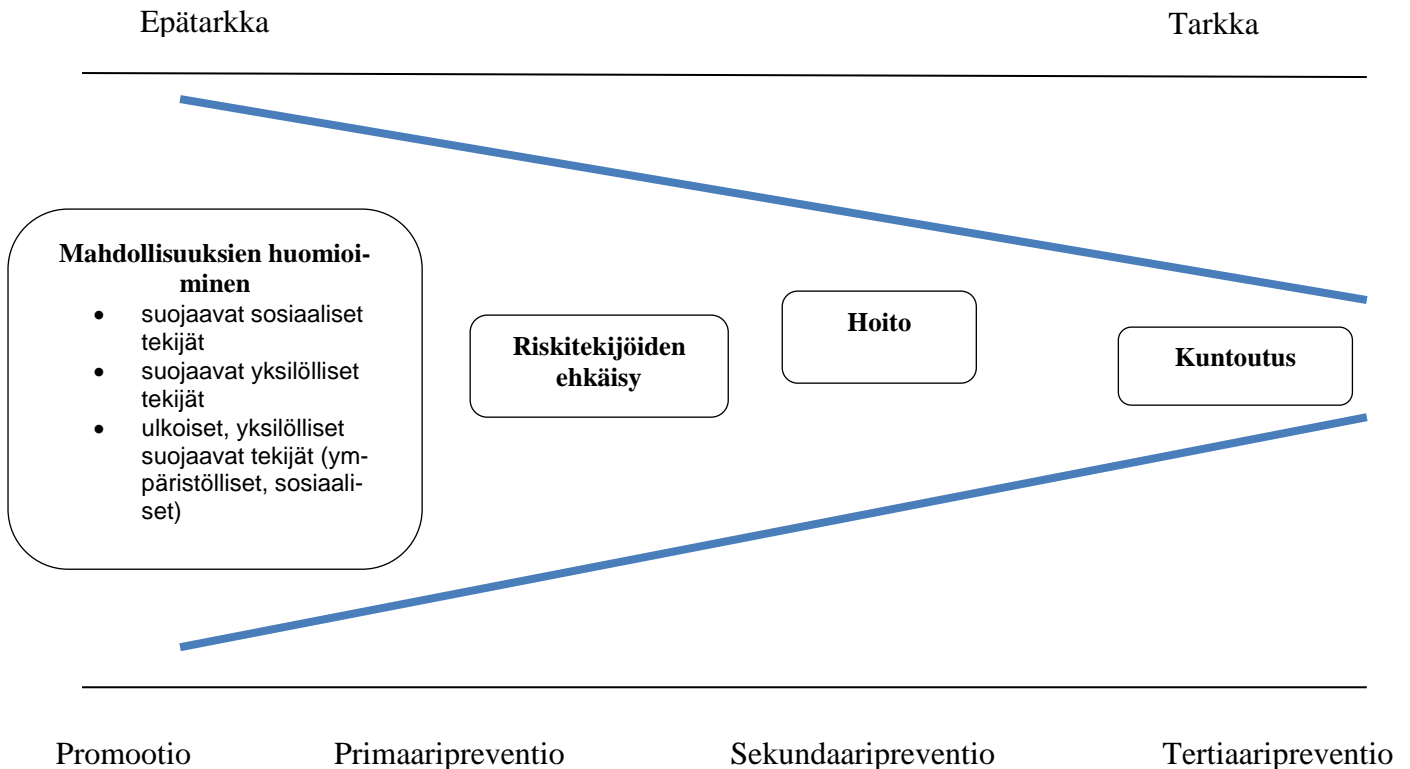 Epätarkka Tarkka
Mahdollisuuksien huomioi-
minen
• suojaavat sosiaaliset
tekijät
• suojaavat yksilölliset
tekijät
• ulkoiset, yksilölliset
suojaavat tekijät (ym-
päristölliset, sosiaali-
set)
Riskitekijöiden
ehkäisy
Hoito
Kuntoutus
Promootio Primaaripreventio Sekundaaripreventio Tertiaaripreventio